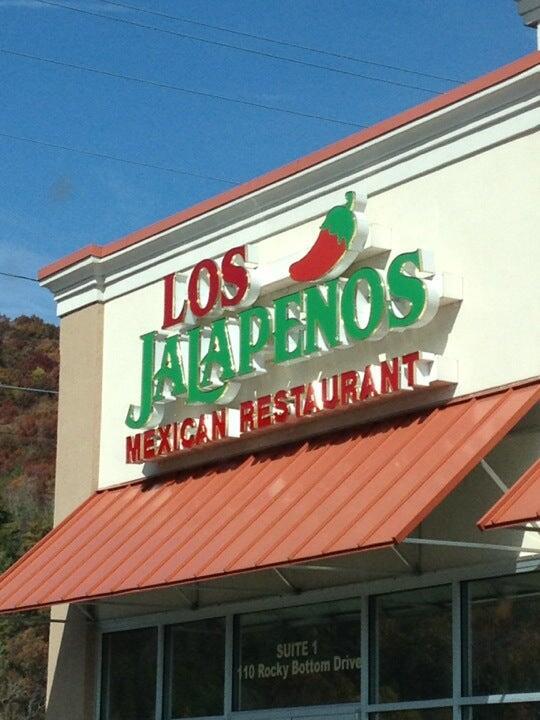 LOS
JALAPENOS
MEXICAN RESTAURANT
SUITE 1
110 Rocky Bottom Drive